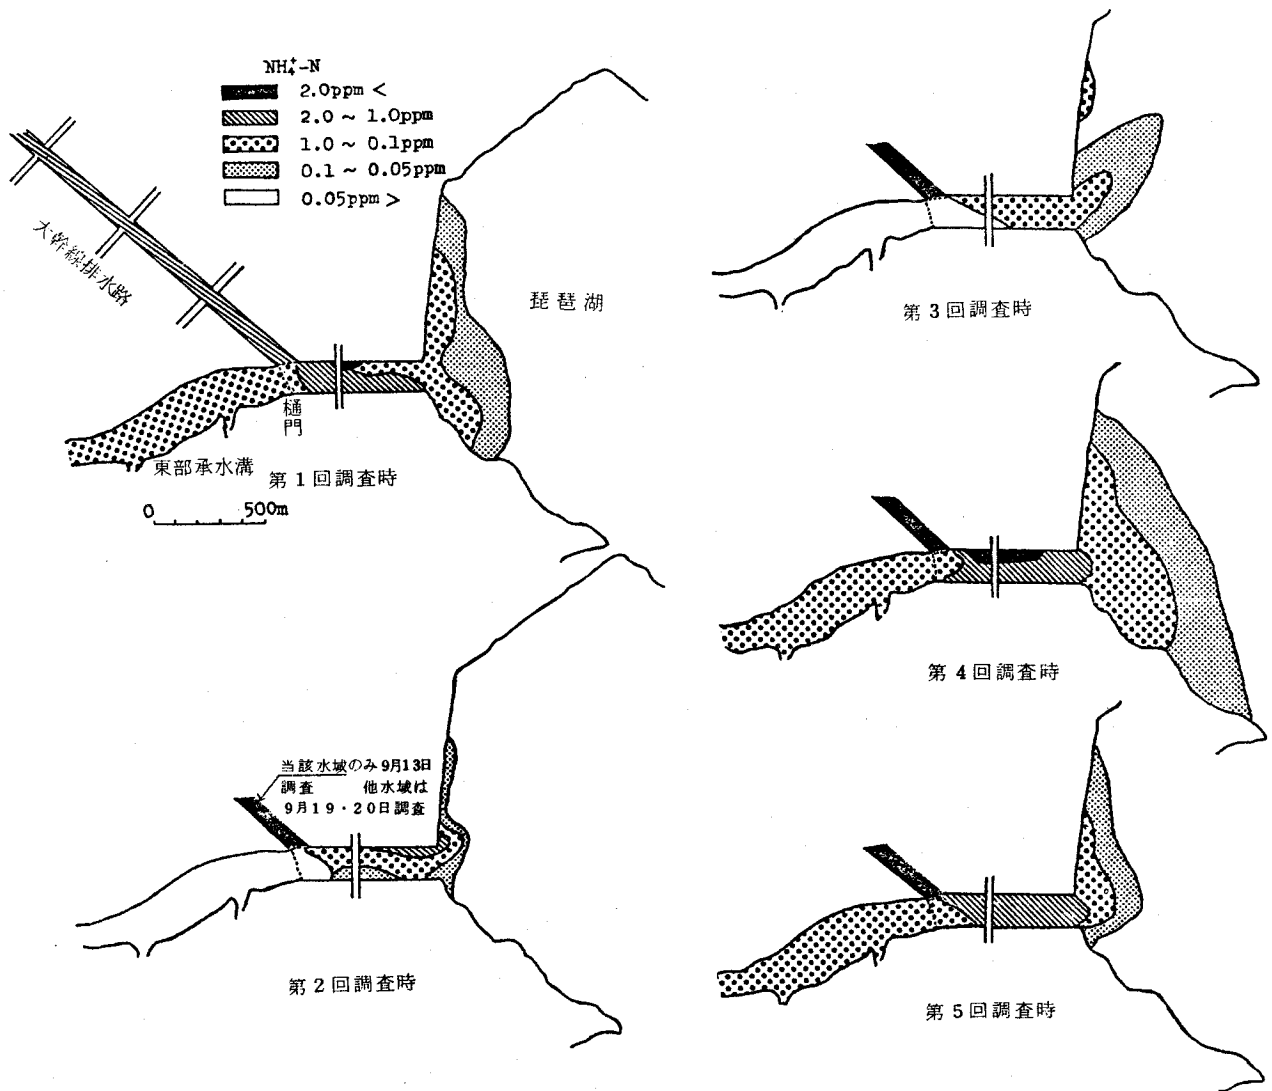 NH₄⁺-N
2.0ppm <
2.0 ~ 1.0ppm
1.0 ~ 0.1ppm
0.1 ~ 0.05ppm
0.05ppm >
大幹線排水路
琵琶湖
樋門
東部承水溝
第1回調査時
0 500m
当該水域のみ9月13日
調査 他水域は
9月19・20日調査
第2回調査時
第3回調査時
第4回調査時
第5回調査時